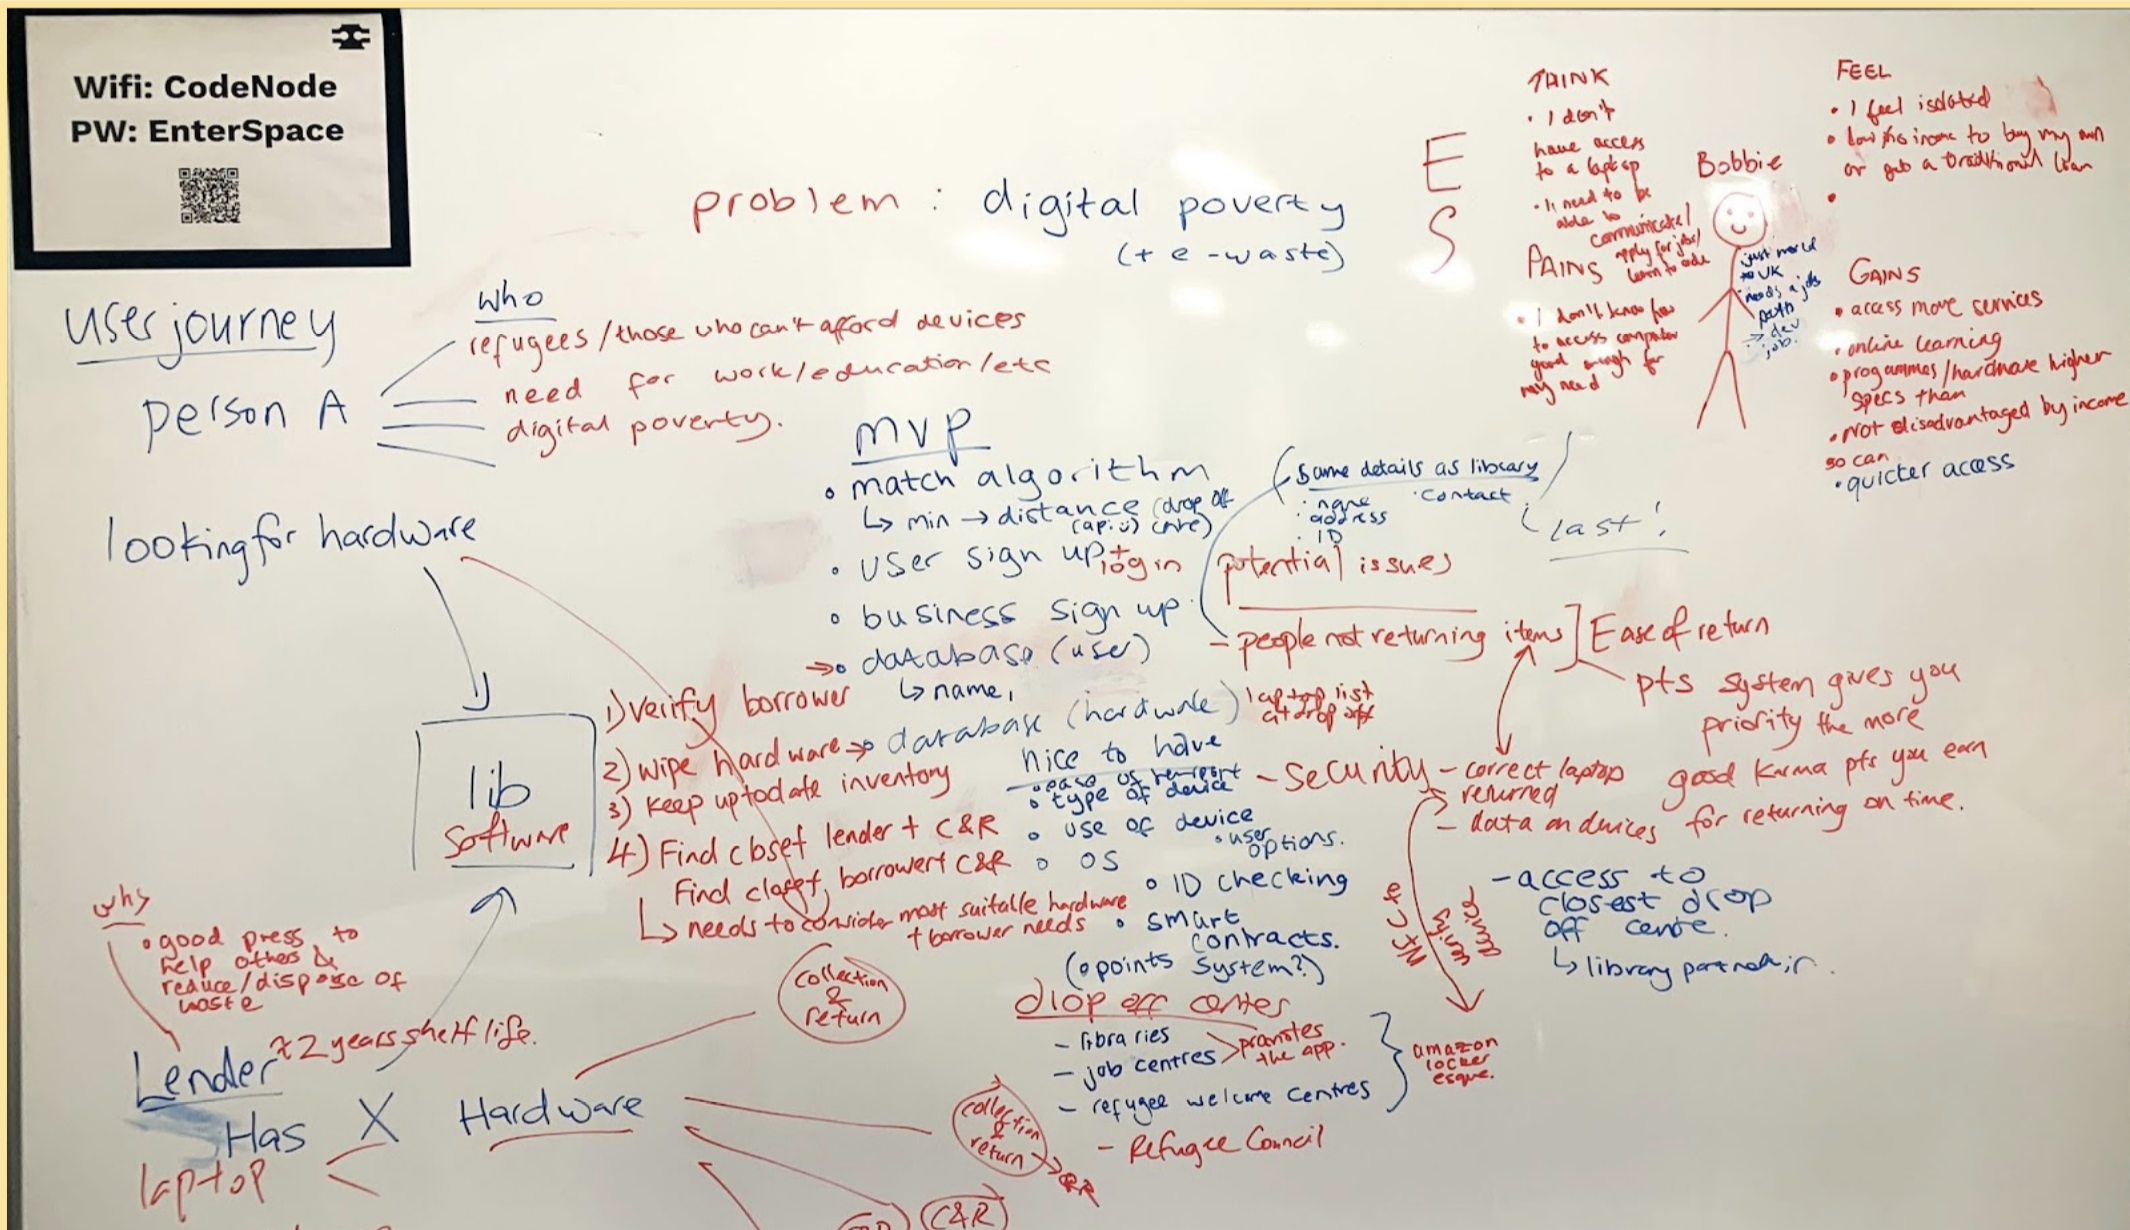 Wifi: CodeNode
PW: EnterSpace
problem: digital poverty
(+ e-waste)
E
S
THINK
• I don't
have access
to a laptop
• I need to be
able to
communicate/
apply for jobs/
learn to code
PAINS
• I don't know how
to access computer
good enough for
my need
Bobbie
just moved
to UK
needs a job
path
→ dev
job.
FEEL
• I feel isolated
• low income to buy my own
or get a traditional loan
•
GAINS
• access more services
• online learning
• progammes/hardware higher
specs than
• Not disadvantaged by income
so can
• quicker access
user journey
person A
who
refugees/those who can't afford devices
need for work/education/etc
digital poverty.
looking for hardware
lib
software
mvp
• match algorithm
↳ min → distance (drop off
(api ü)
• user sign up + login
• business sign up
→• database (user)
↳ name,
→• database (hardware)
laptop list
at drop off
same details as library
• name • contact
address
• ID
last!
1) verify borrower
2) wipe hardware
3) keep up to date inventory
4) Find closet lender + C&R
Find closet borrower + C&R
↳ needs to consider most suitable hardware
+ borrower needs
nice to have
• type of device
• use of device
• user
options.
• OS
• ID checking
• smart
contracts.
(• points system?)
potential issues
- people not returning items] Ease of return
pts system gives you
priority the more
good karma pts you earn
for returning on time.
- security - correct laptop
returned
- data on devices
- access to
closest drop
off centre.
↳ library
amazon
locker
esque.
drop off centres
- libraries
- job centres > promotes
the app.
- refugee welcome centres
- Refugee Council
why
• good press to
help others &
reduce/dispose of
waste
Lender
≈ 2 years shelf life.
Has X Hardware
laptop
collection
&
return
collection
&
return
(C&R)